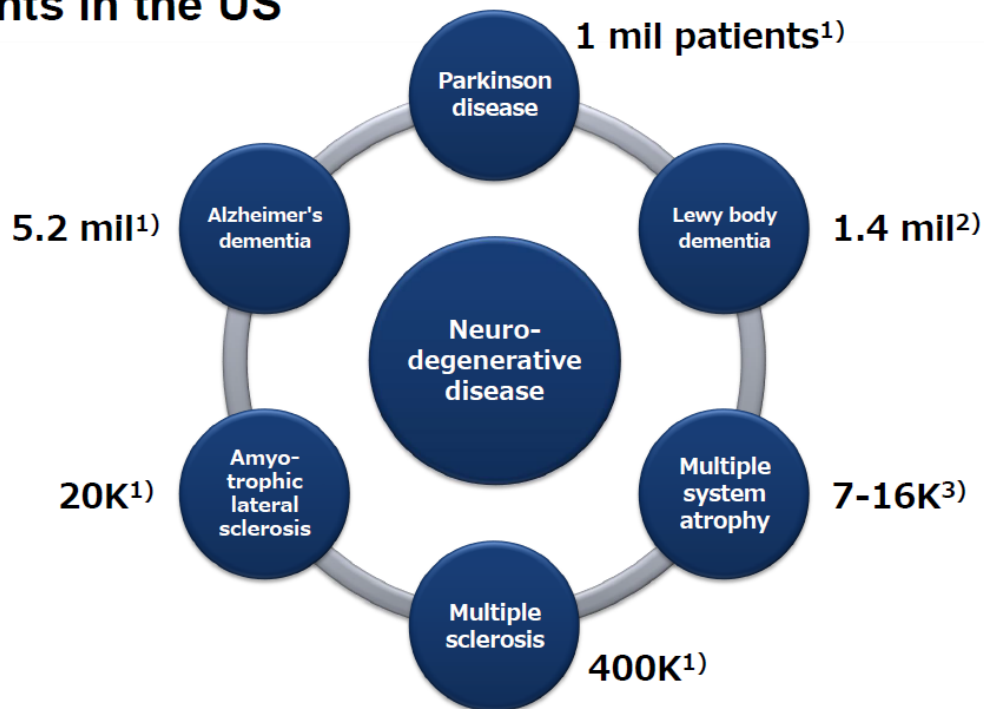 nts in the US
1 mil patients1)
Parkinson
disease
Alzheimer's
dementia
5.2 mil1)
Lewy body
dementia
1.4 mil2)
Neuro-
degenerative
disease
Amyo-
trophic
lateral
sclerosis
20K1)
Multiple
system
atrophy
7-16K3)
Multiple
sclerosis
400K1)